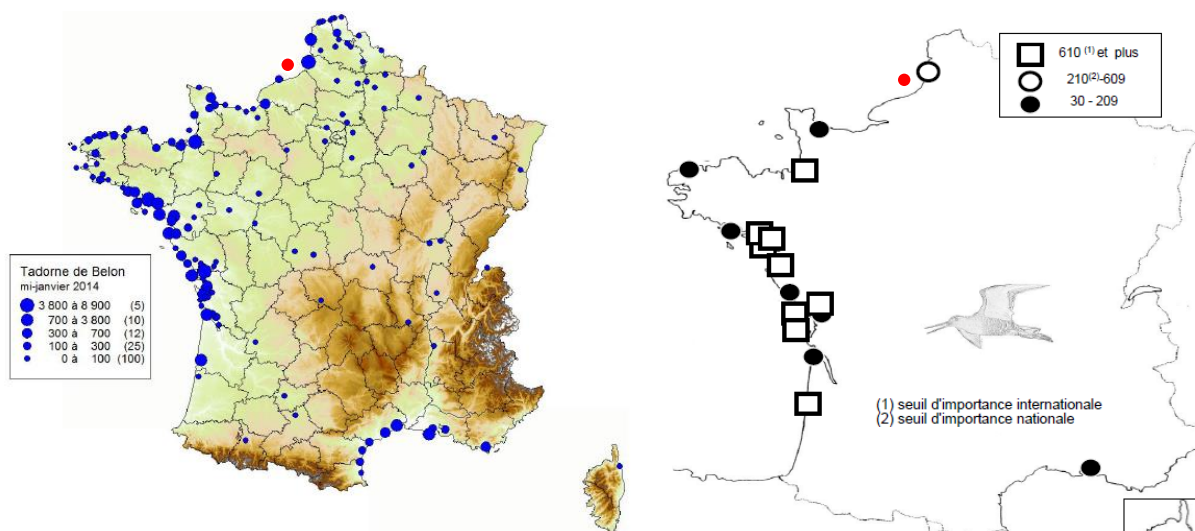 Tadorne de Belon
mi-janvier 2014
3 800 à 8 900 (5)
700 à 3 800 (10)
300 à 700 (12)
100 à 300 (25)
0 à 100 (100)
610 (1) et plus
210(2)-609
30 - 209
(1) seuil d'importance internationale
(2) seuil d'importance nationale